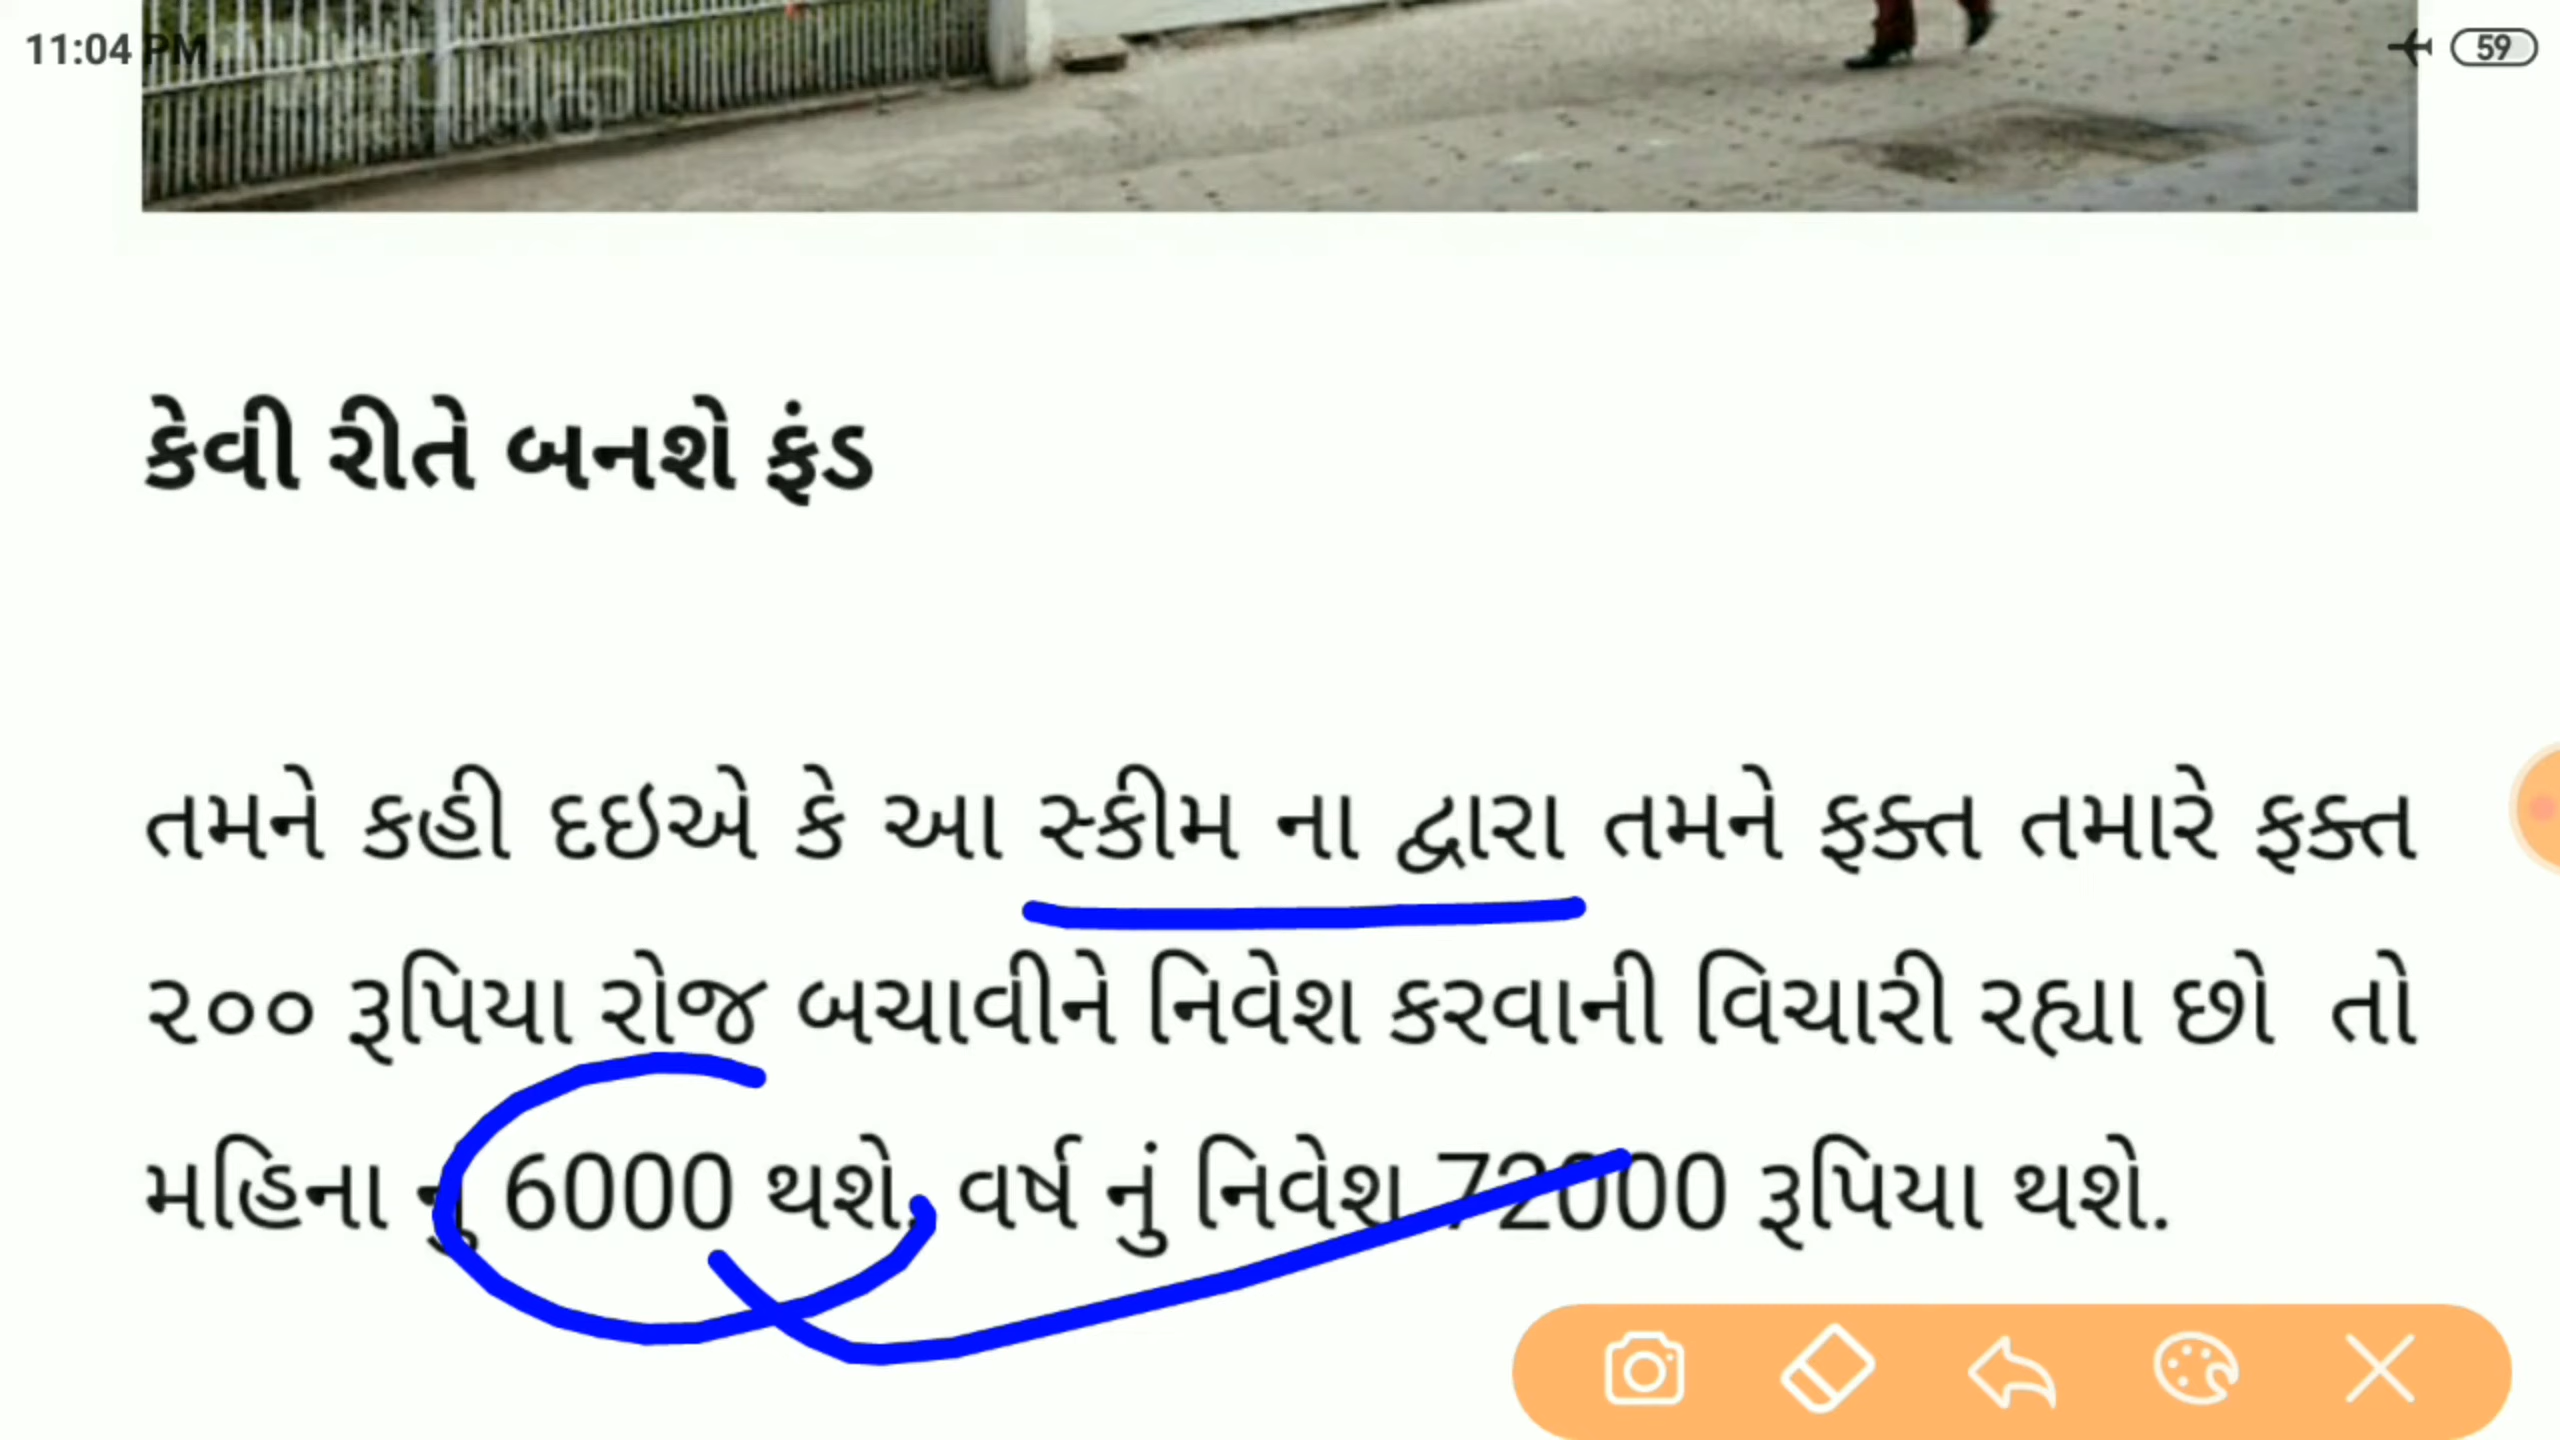 11:04 PM
59
કેવી રીતે બનશે ફંડ
તમને કહી દઇએ કે આ સ્કીમ ના દ્વારા તમને ફક્ત તમારે ફક્ત
૨૦૦ રૂપિયા રોજ બચાવીને નિવેશ કરવાની વિચારી રહ્યા છો તો
મહિના નું 6000 થશે. વર્ષ નું નિવેશ 72000 રૂપિયા થશે.